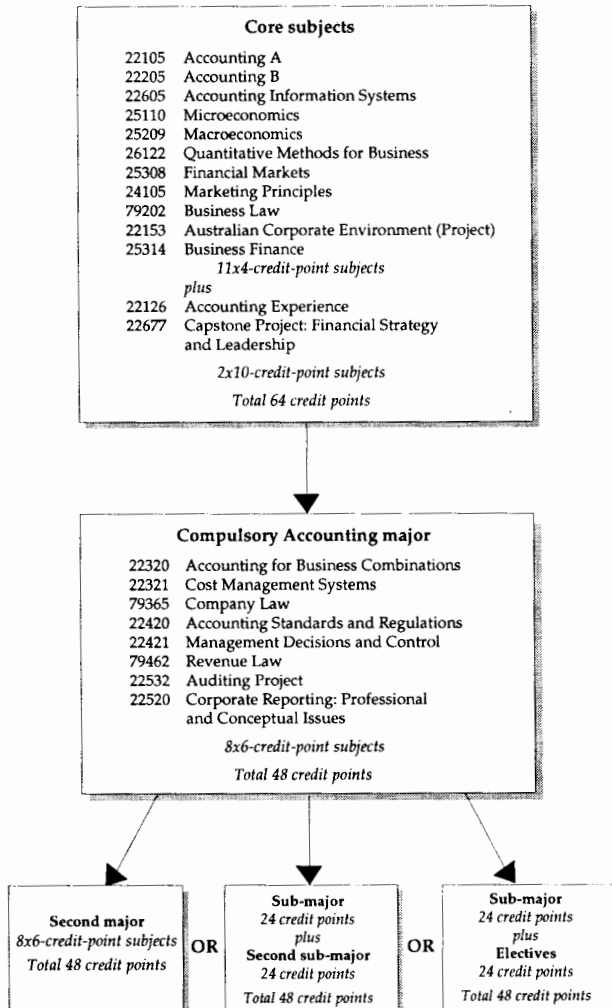 Core subjects
22105 Accounting A
22205 Accounting B
22605 Accounting Information Systems
25110 Microeconomics
25209 Macroeconomics
26122 Quantitative Methods for Business
25308 Financial Markets
24105 Marketing Principles
79202 Business Law
22153 Australian Corporate Environment (Project)
25314 Business Finance
11x4-credit-point subjects
plus
22126 Accounting Experience
22677 Capstone Project: Financial Strategy
and Leadership
2x10-credit-point subjects
Total 64 credit points
Compulsory Accounting major
22320 Accounting for Business Combinations
22321 Cost Management Systems
79365 Company Law
22420 Accounting Standards and Regulations
22421 Management Decisions and Control
79462 Revenue Law
22532 Auditing Project
22520 Corporate Reporting: Professional
and Conceptual Issues
8x6-credit-point subjects
Total 48 credit points
Second major
8x6-credit-point subjects
Total 48 credit points
OR
Sub-major
24 credit points
plus
Second sub-major
24 credit points
Total 48 credit points
OR
Sub-major
24 credit points
plus
Electives
24 credit points
Total 48 credit points